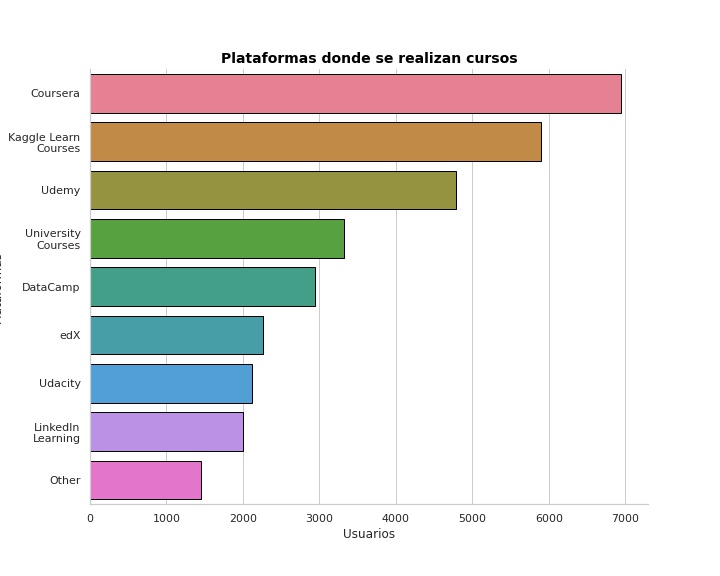 Plataformas donde se realizan cursos
Coursera
Kaggle Learn
Courses
Udemy
University
Courses
DataCamp
edX
Udacity
LinkedIn
Learning
Other
0 1000 2000 3000 4000 5000 6000 7000
Usuarios